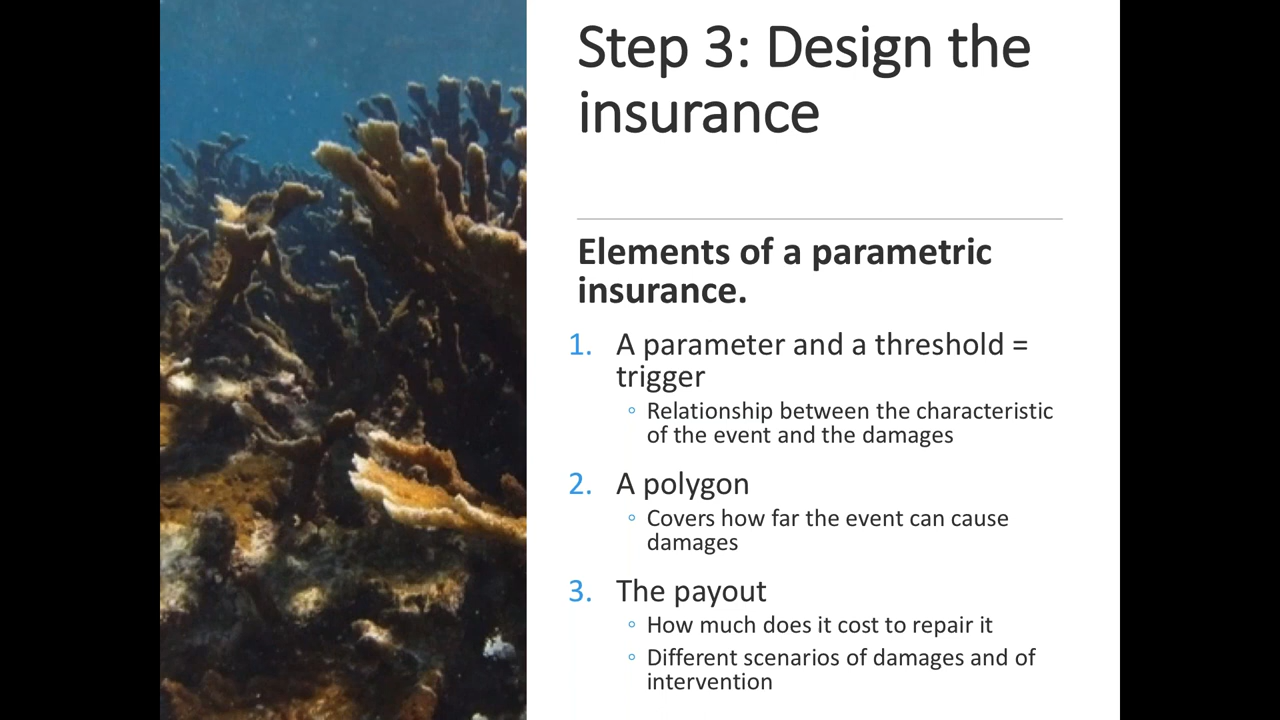 Step 3: Design the
insurance
Elements of a parametric
insurance.
1. A parameter and a threshold =
trigger
◦ Relationship between the characteristic
of the event and the damages
2. A polygon
◦ Covers how far the event can cause
damages
3. The payout
◦ How much does it cost to repair it
◦ Different scenarios of damages and of
intervention